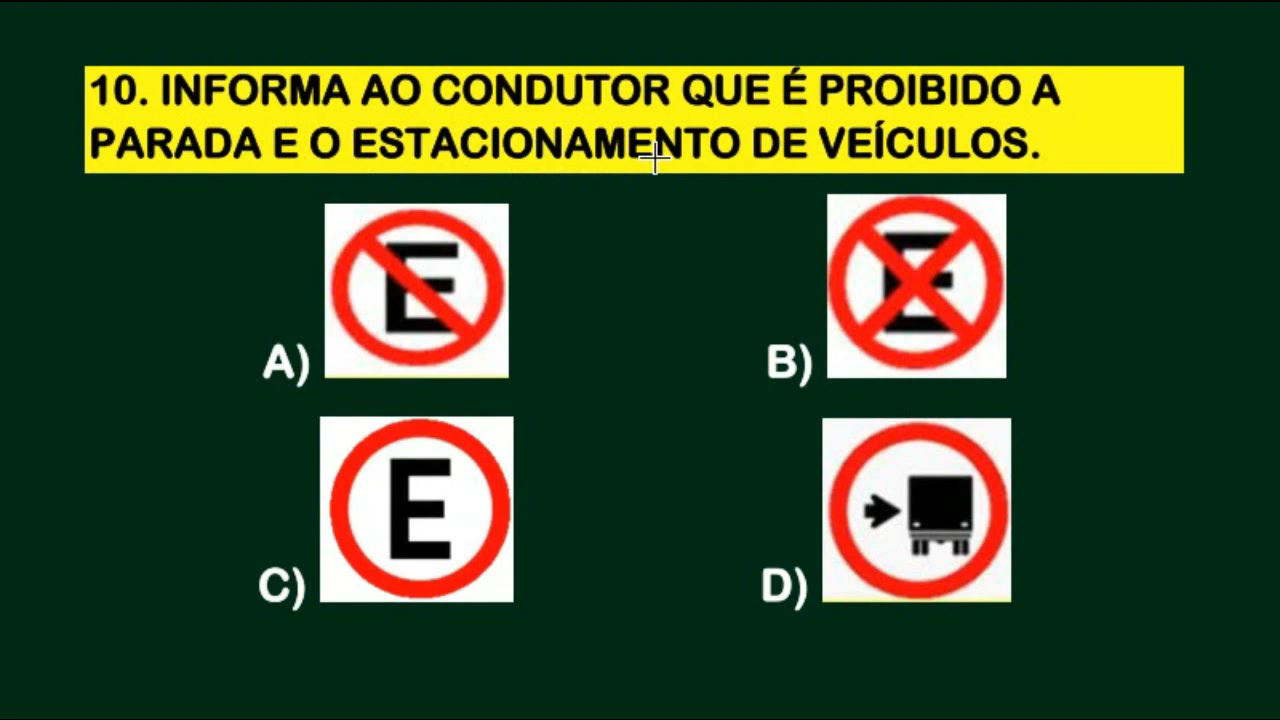 10. INFORMA AO CONDUTOR QUE É PROIBIDO A
PARADA E O ESTACIONAMENTO DE VEÍCULOS.
A) E
B) E
C) E
D)